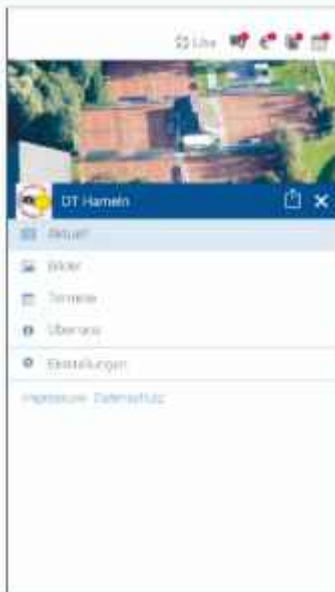 Live
DT Hameln
Aktuell
Bilder
Termine
Über uns
Einstellungen
Impressum Datenschutz